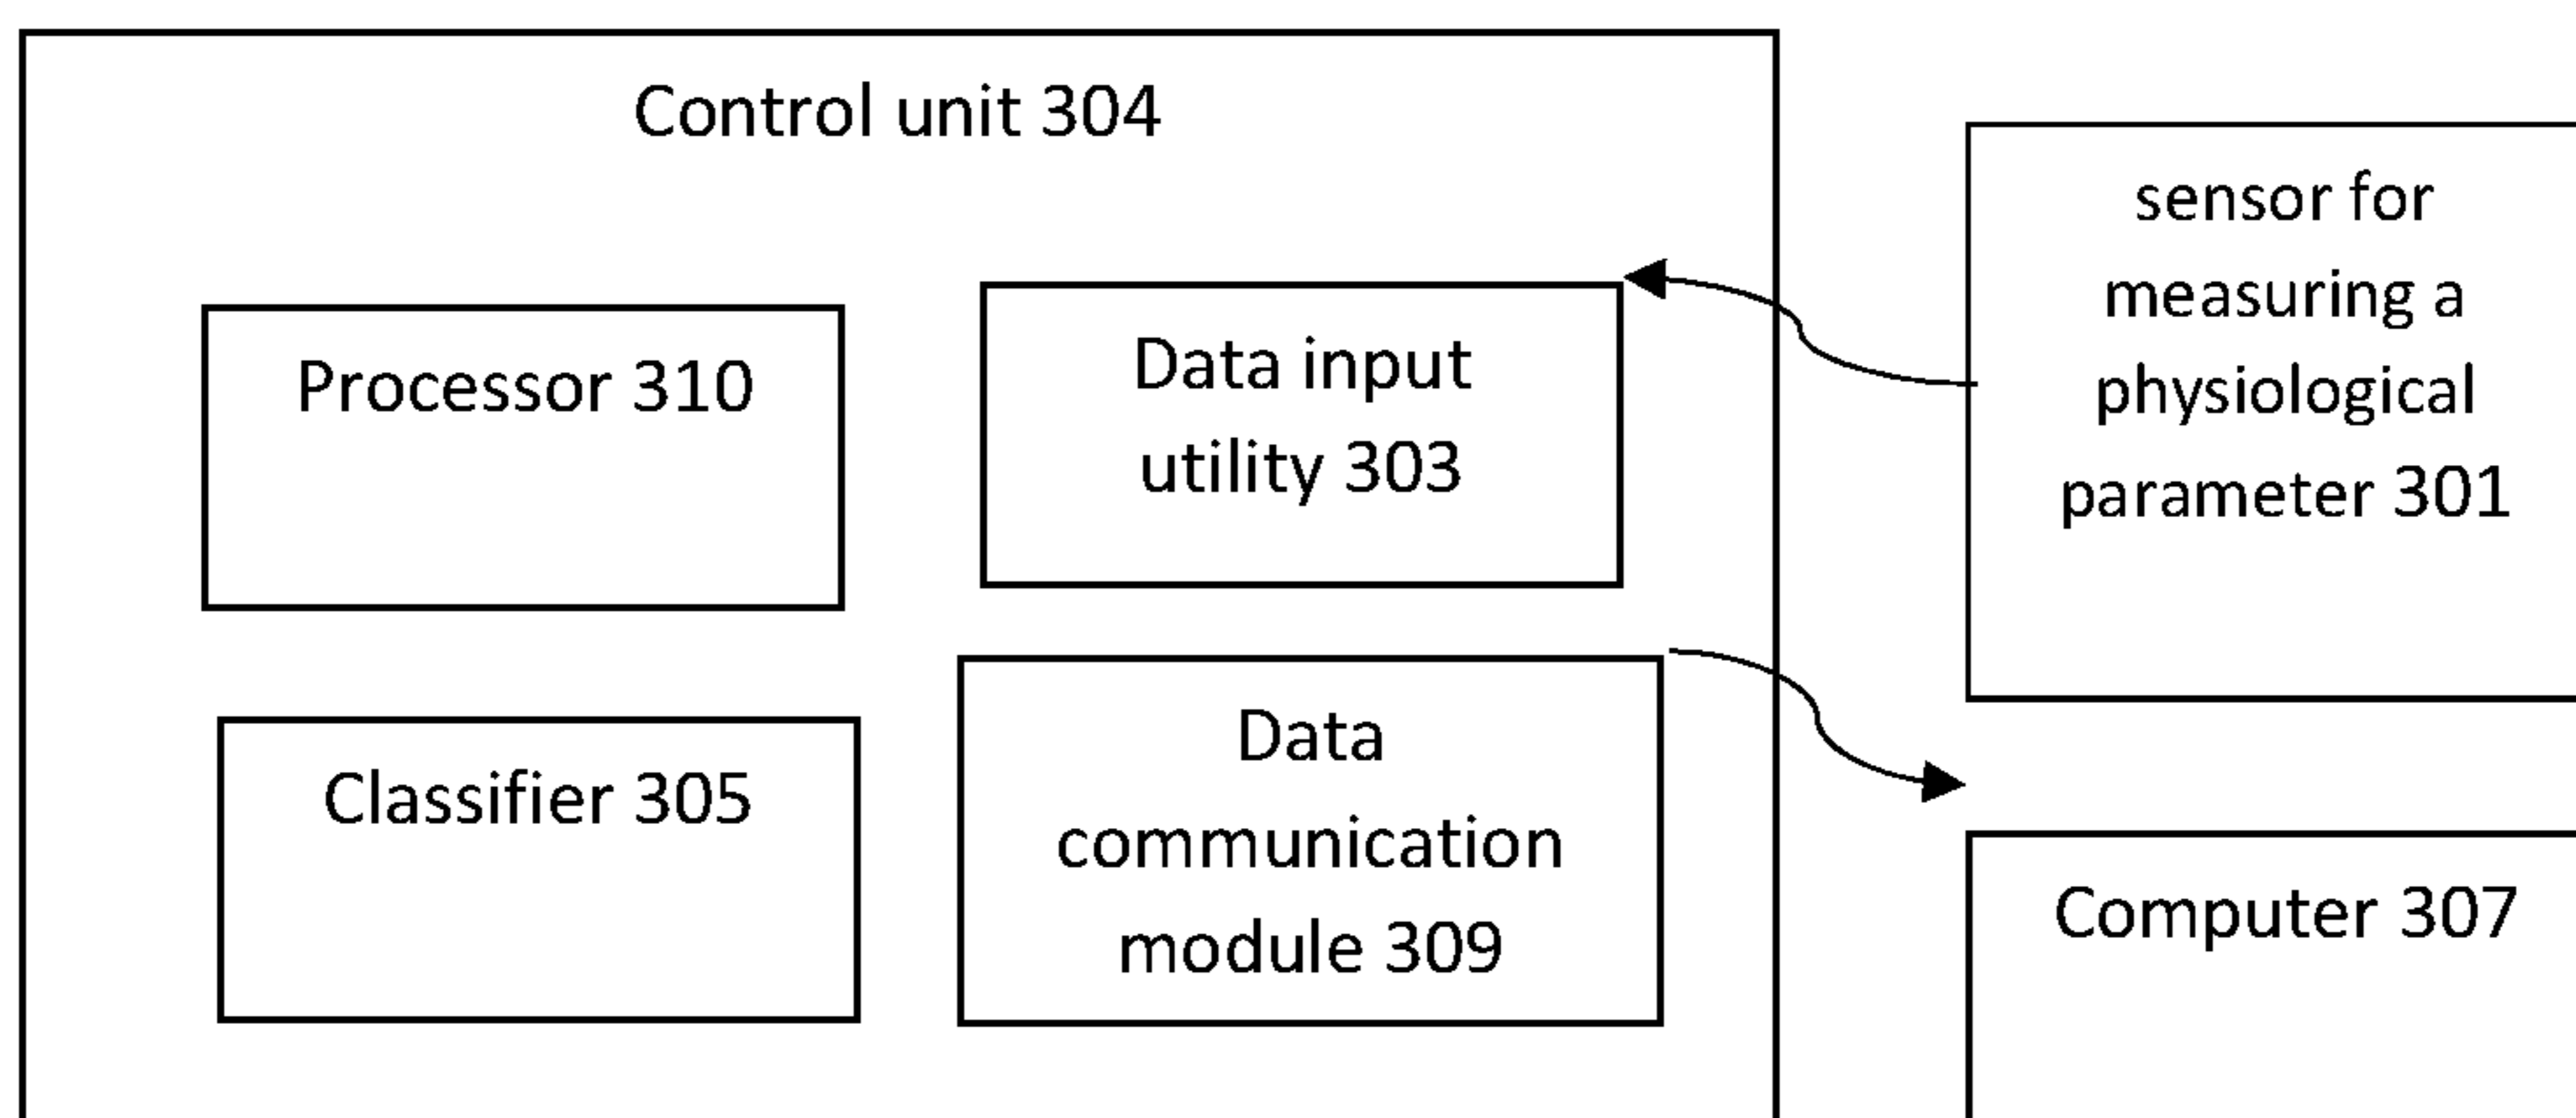 Control unit 304
Processor 310
Data input
utility 303
Classifier 305
Data
communication
module 309
sensor for
measuring a
physiological
parameter 301
Computer 307